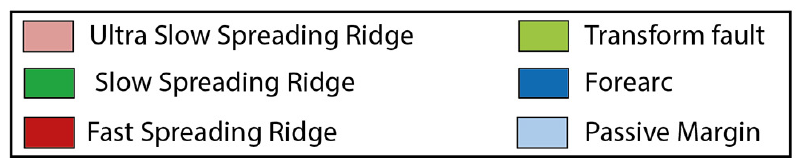 Ultra Slow Spreading Ridge
Slow Spreading Ridge
Fast Spreading Ridge
Transform fault
Forearc
Passive Margin